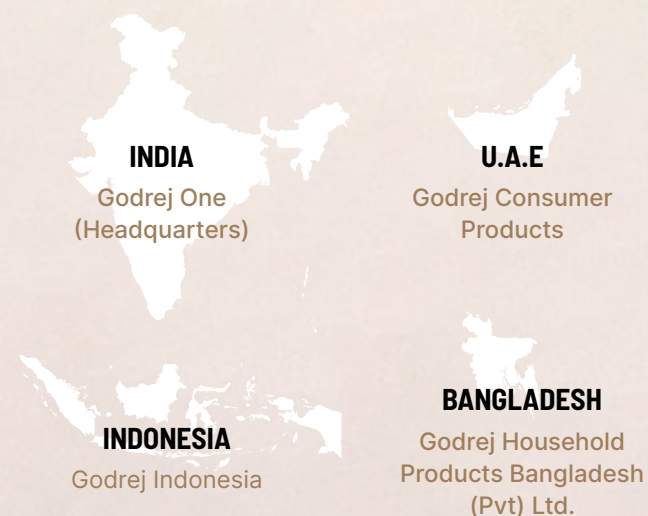 INDIA
Godrej One
(Headquarters)
U.A.E
Godrej Consumer
Products
INDONESIA
Godrej Indonesia
BANGLADESH
Godrej Household
Products Bangladesh
(Pvt) Ltd.